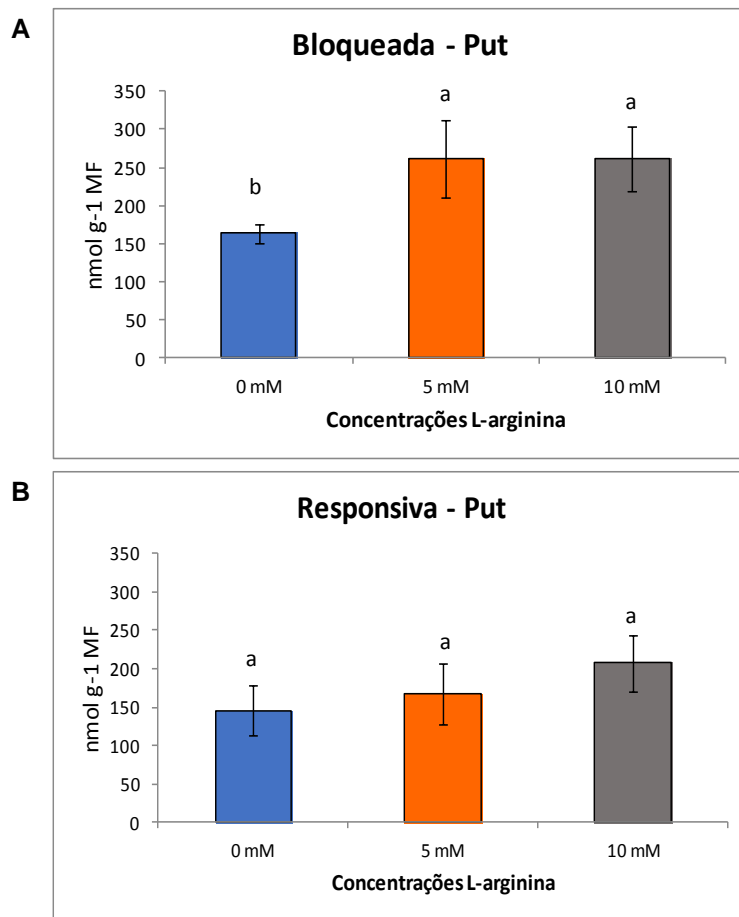 A
Bloqueada - Put
350
300
250
200
150
100
50
0
nmol g-1 MF
b
a
a
0 mM 5 mM 10 mM
Concentrações L-arginina
B
Responsiva - Put
350
300
250
200
150
100
50
0
nmol g-1 MF
a
a
a
0 mM 5 mM 10 mM
Concentrações L-arginina